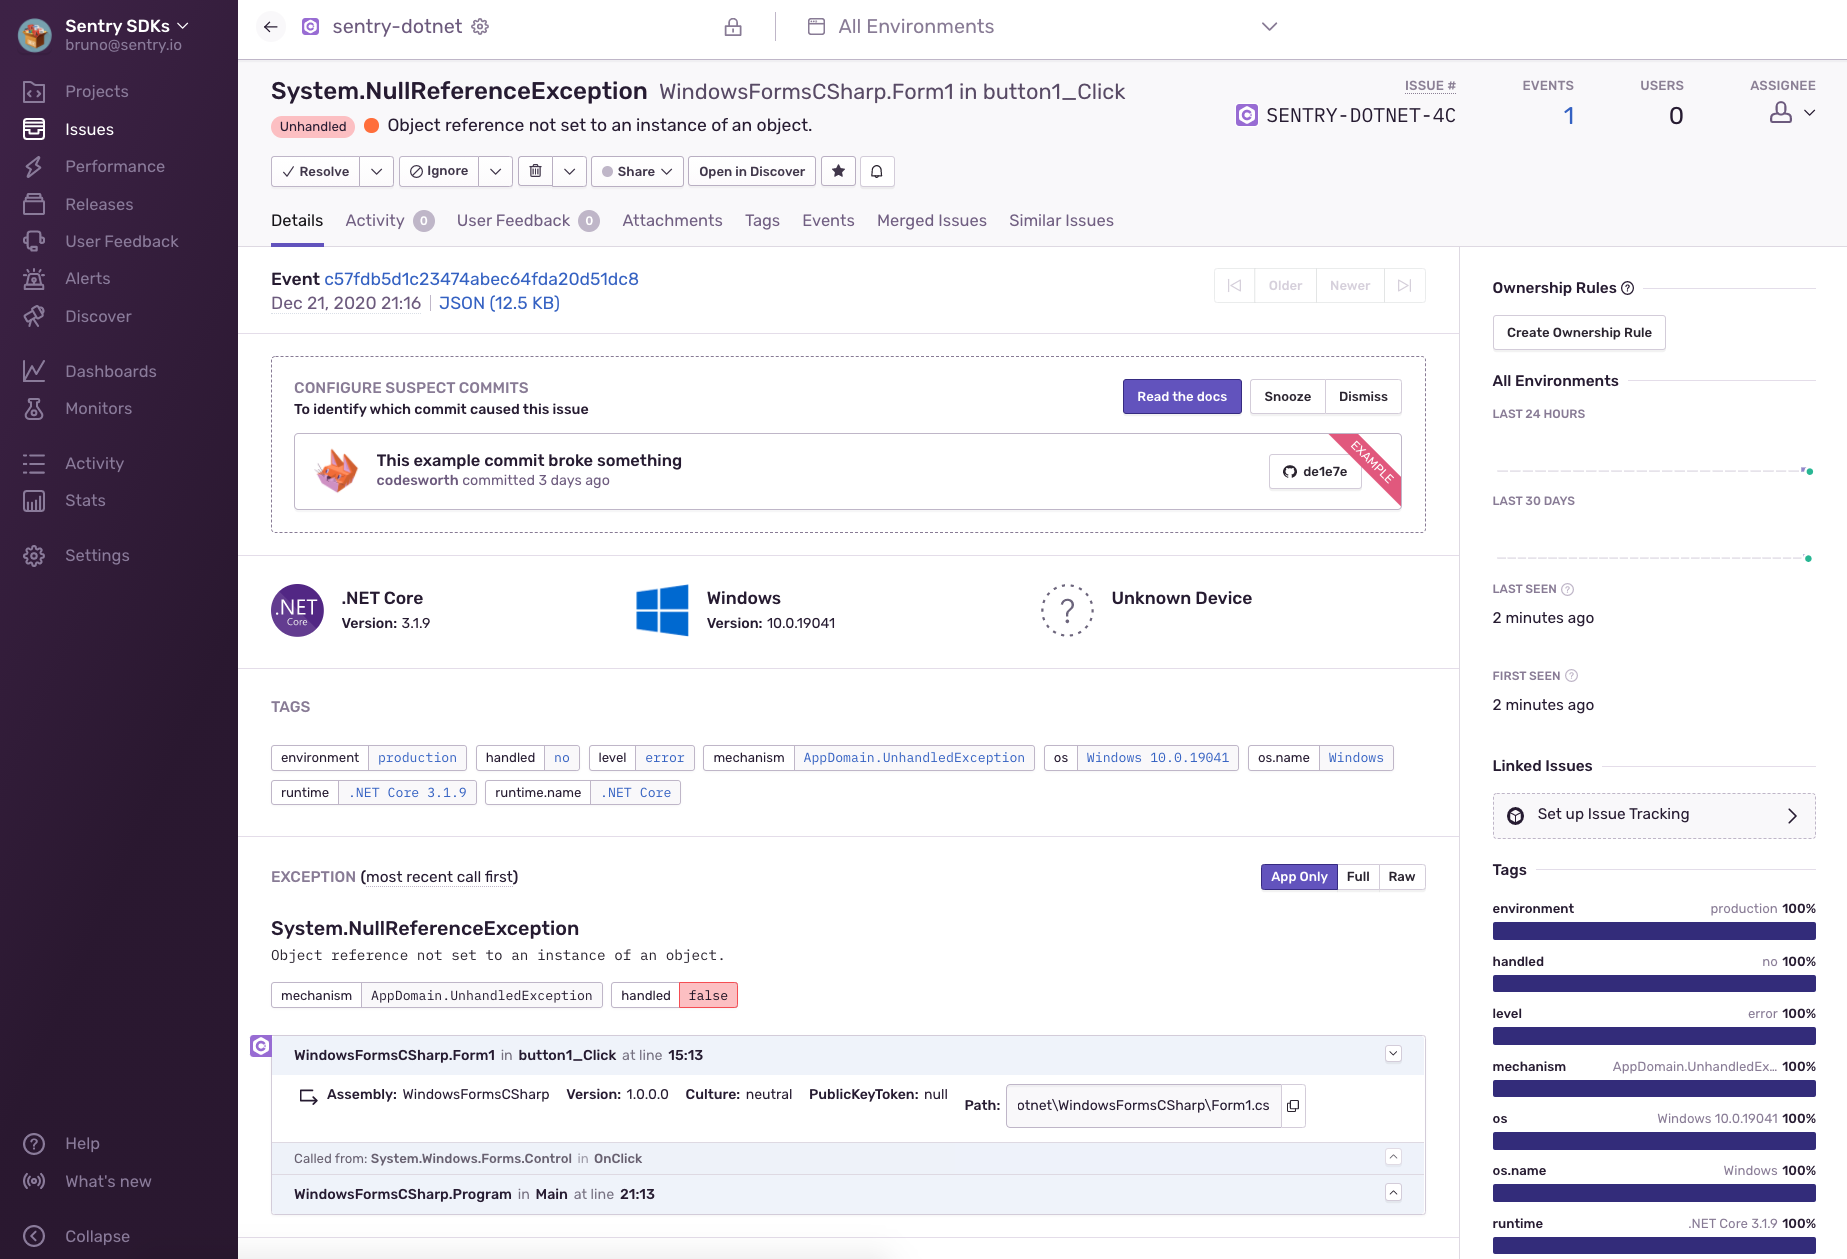 Sentry SDKs
bruno@sentry.io
Projects
Issues
Performance
Releases
User Feedback
Alerts
Discover
Dashboards
Monitors
Activity
Stats
Settings
Help
What's new
Collapse
sentry-dotnet
All Environments
System.NullReferenceException WindowsFormsCSharp.Form1 in button1_Click
Unhandled Object reference not set to an instance of an object.
ISSUE # EVENTS USERS ASSIGNEE
SENTRY-DOTNET-4C 1 0
Resolve Ignore Share Open in Discover
Details Activity 0 User Feedback 0 Attachments Tags Events Merged Issues Similar Issues
Event c57fdb5d1c23474abec64fda20d51dc8
Dec 21, 2020 21:16 JSON (12.5 KB)
Older Newer
CONFIGURE SUSPECT COMMITS
To identify which commit caused this issue
Read the docs Snooze Dismiss
This example commit broke something
codesworth committed 3 days ago
de1e7e
EXAMPLE
.NET Core
.NET Core
Version: 3.1.9
Windows
Version: 10.0.19041
?
Unknown Device
TAGS
environment production handled no level error mechanism AppDomain.UnhandledException os Windows 10.0.19041 os.name Windows
runtime .NET Core 3.1.9 runtime.name .NET Core
EXCEPTION (most recent call first)
App Only Full Raw
System.NullReferenceException
Object reference not set to an instance of an object.
mechanism AppDomain.UnhandledException handled false
WindowsFormsCSharp.Form1 in button1_Click at line 15:13
Assembly: WindowsFormsCSharp Version: 1.0.0.0 Culture: neutral PublicKeyToken: null Path: otnet\WindowsFormsCSharp\Form1.cs
Called from: System.Windows.Forms.Control in OnClick
WindowsFormsCSharp.Program in Main at line 21:13
Ownership Rules
Create Ownership Rule
All Environments
LAST 24 HOURS
LAST 30 DAYS
LAST SEEN
2 minutes ago
FIRST SEEN
2 minutes ago
Linked Issues
Set up Issue Tracking
Tags
environment production 100%
handled no 100%
level error 100%
mechanism AppDomain.UnhandledEx... 100%
os Windows 10.0.19041 100%
os.name Windows 100%
runtime .NET Core 3.1.9 100%